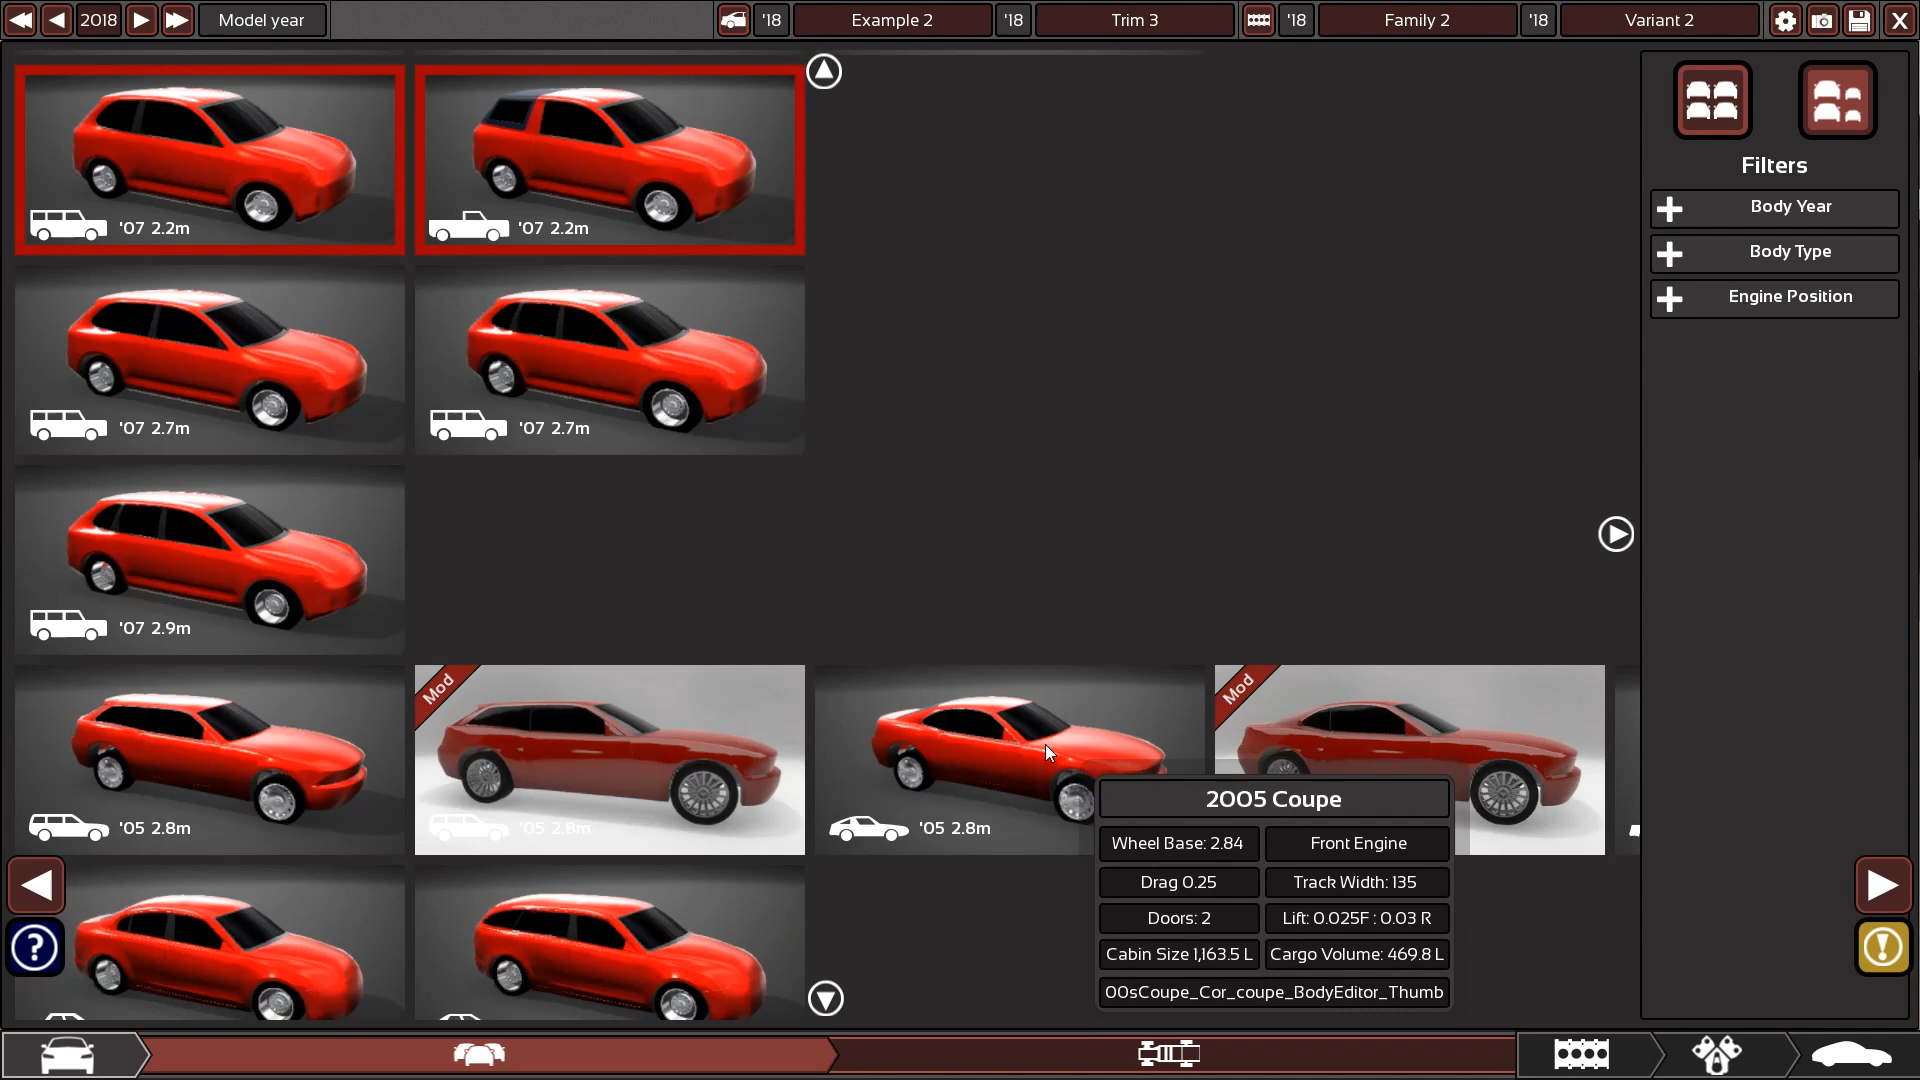 2018
Model year
'18
Example 2
'18
Trim 3
'18
Family 2
'18
Variant 2
X
'07 2.2m
'07 2.2m
Filters
Body Year
Body Type
Engine Position
'07 2.7m
'07 2.7m
'07 2.9m
Mod
Mod
'05 2.8m
'05 2.8m
'05 2.8m
2005 Coupe
Wheel Base: 2.84
Front Engine
Drag 0.25
Track Width: 135
Doors: 2
Lift: 0.025F : 0.03 R
Cabin Size 1,163.5 L
Cargo Volume: 469.8 L
00sCoupe_Cor_coupe_BodyEditor_Thumb
?
!